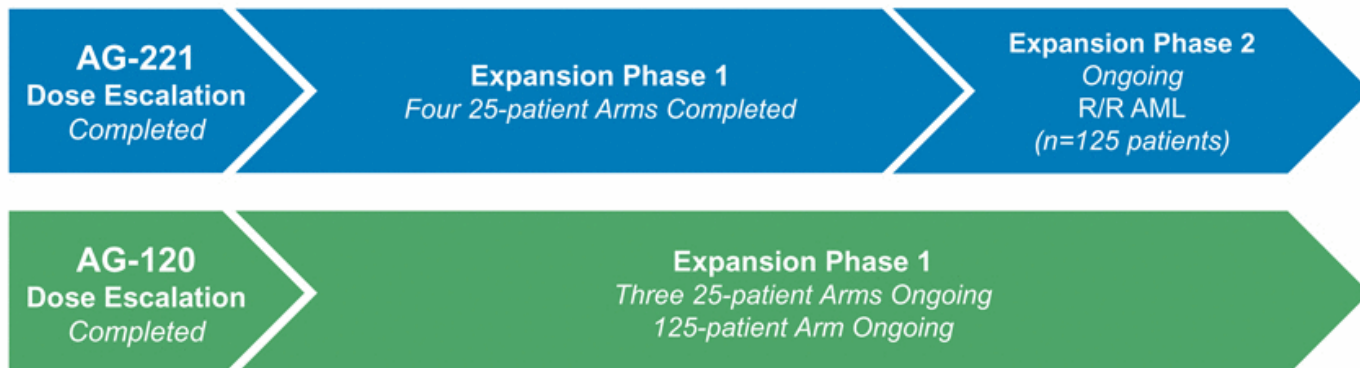 AG-221
Dose Escalation
Completed
Expansion Phase 1
Four 25-patient Arms Completed
Expansion Phase 2
Ongoing
R/R AML
(n=125 patients)
AG-120
Dose Escalation
Completed
Expansion Phase 1
Three 25-patient Arms Ongoing
125-patient Arm Ongoing